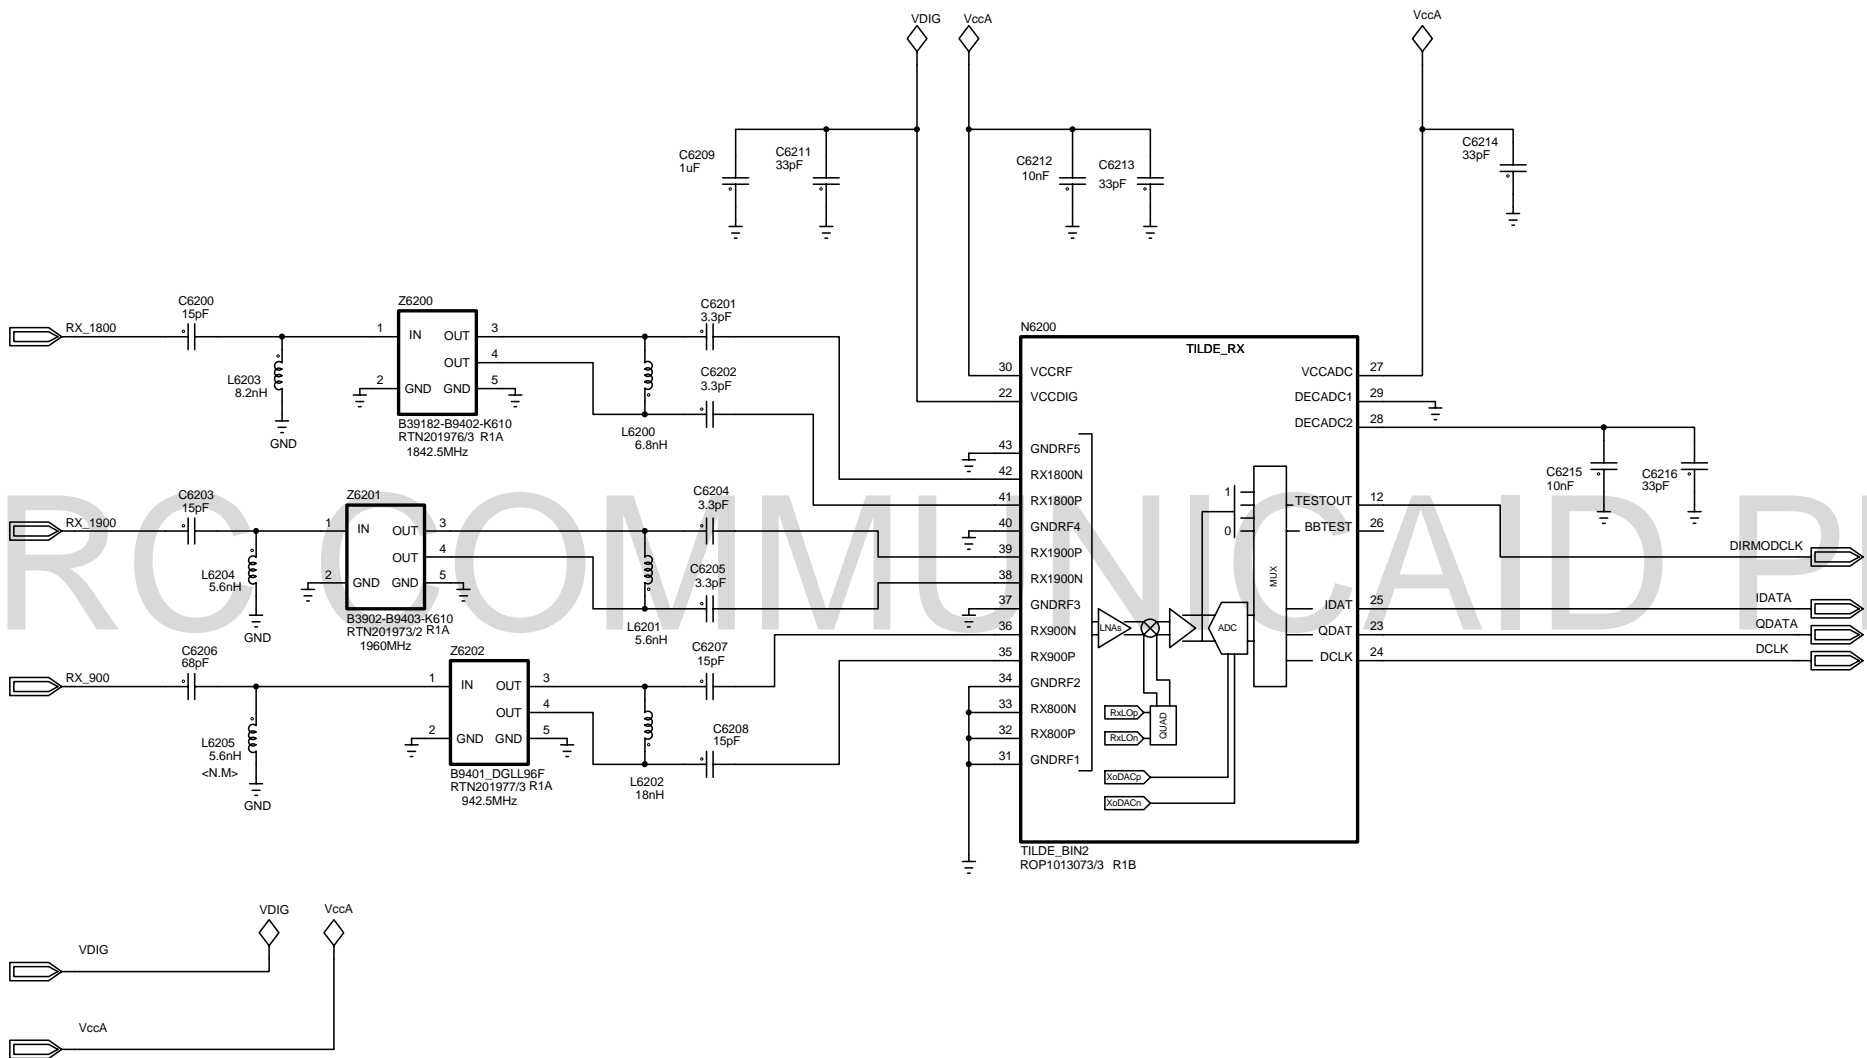 VDIG
VccA
VccA
C6209
1uF
C6211
33pF
C6212
10nF
C6213
33pF
C6214
33pF
RX_1800
C6200
15pF
L6203
8.2nH
GND
Z6200
1
IN
OUT
3
OUT
4
2
GND
GND
5
B39182-B9402-K610
RTN201976/3 R1A
1842.5MHz
C6201
3.3pF
C6202
3.3pF
L6200
6.8nH
RX_1900
C6203
15pF
L6204
5.6nH
GND
Z6201
1
IN
OUT
3
OUT
4
2
GND
GND
5
B3902-B9403-K610
RTN201973/2 R1A
1960MHz
C6204
3.3pF
C6205
3.3pF
L6201
5.6nH
RX_900
C6206
68pF
L6205
5.6nH
<N.M>
GND
Z6202
1
IN
OUT
3
OUT
4
2
GND
GND
5
B9401_DGLL96F
RTN201977/3 R1A
942.5MHz
C6207
15pF
C6208
15pF
L6202
18nH
N6200
TILDE_RX
30 VCCRF
22 VCCDIG
43 GNDRF5
42 RX1800N
41 RX1800P
40 GNDRF4
39 RX1900P
38 RX1900N
37 GNDRF3
36 RX900N
35 RX900P
34 GNDRF2
33 RX800N
32 RX800P
31 GNDRF1
LNAs
ADC
MUX
1
0
QUAD
RxLOp
RxLOn
XoDACp
XoDACn
VCCADC 27
DECADC1 29
DECADC2 28
TESTOUT 12
BBTEST 26
IDAT 25
QDAT 23
DCLK 24
TILDE_BIN2
ROP1013073/3 R1B
C6215
10nF
C6216
33pF
DIRMODCLK
IDATA
QDATA
DCLK
RC COMMUNICAID
VDIG
VccA
VDIG
VccA